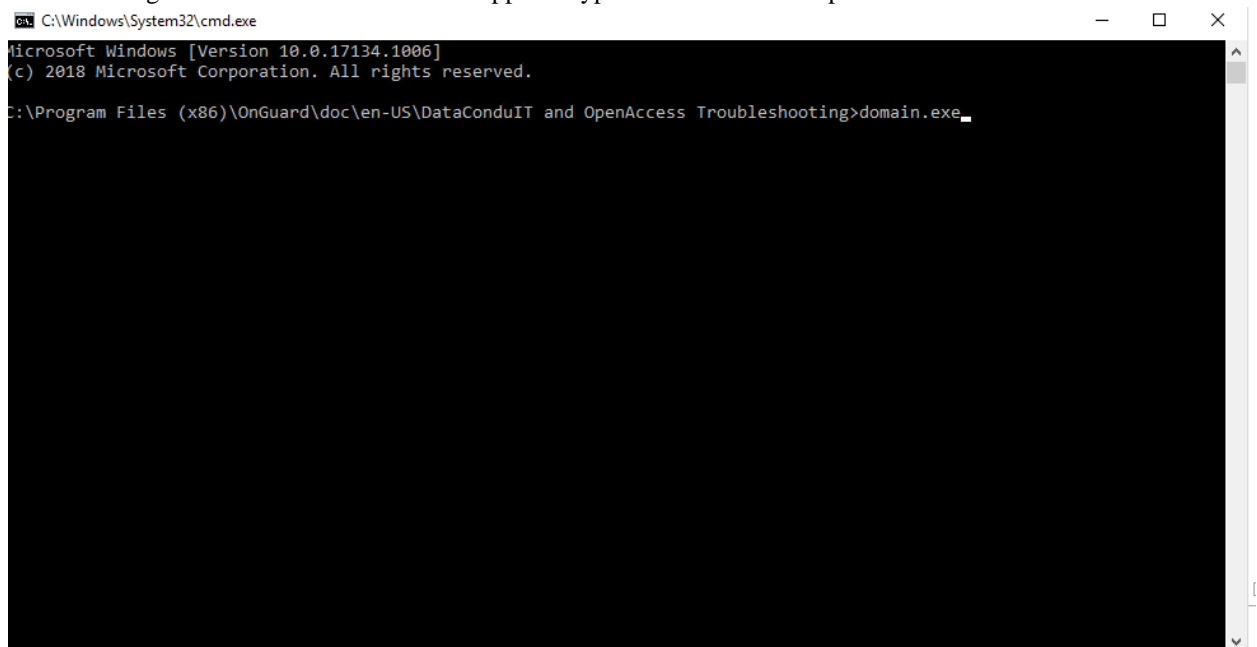 C:\Windows\System32\cmd.exe
Microsoft Windows [Version 10.0.17134.1006]
(c) 2018 Microsoft Corporation. All rights reserved.
C:\Program Files (x86)\OnGuard\doc\en-US\DataConduIT and OpenAccess Troubleshooting>domain.exe